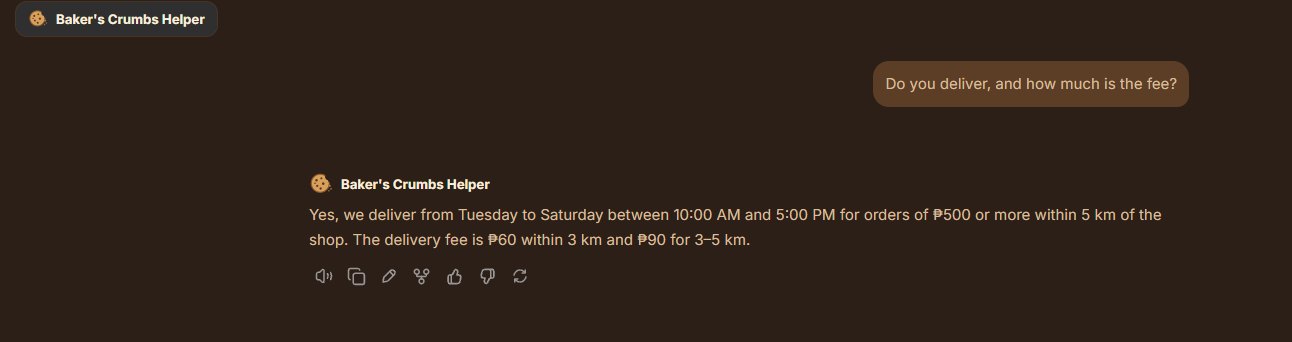 Baker's Crumbs Helper
Do you deliver, and how much is the fee?
Baker's Crumbs Helper
Yes, we deliver from Tuesday to Saturday between 10:00 AM and 5:00 PM for orders of ₱500 or more within 5 km of the
shop. The delivery fee is ₱60 within 3 km and ₱90 for 3–5 km.